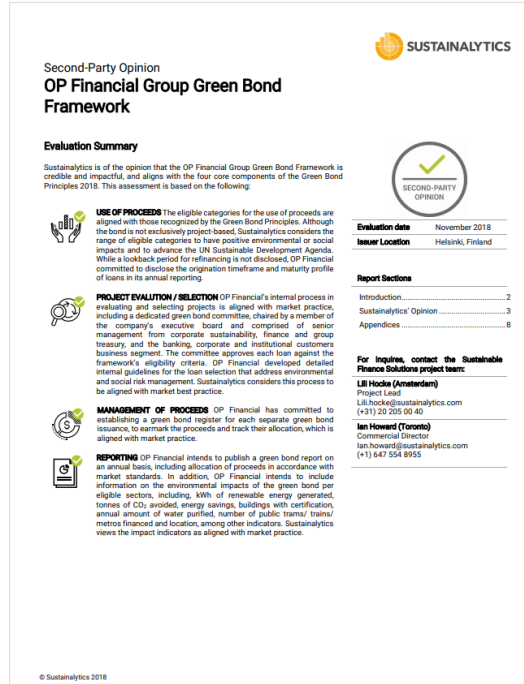 SUSTAINALYTICS
Second-Party Opinion
OP Financial Group Green Bond
Framework
Evaluation Summary
Sustainalytics is of the opinion that the OP Financial Group Green Bond Framework is
credible and impactful, and aligns with the four core components of the Green Bond
Principles 2018. This assessment is based on the following:
USE OF PROCEEDS The eligible categories for the use of proceeds are
aligned with those recognized by the Green Bond Principles. Although
the bond is not exclusively project-based, Sustainalytics considers the
range of eligible categories to have positive environmental or social
impacts and to advance the UN Sustainable Development Agenda.
While a lookback period for refinancing is not disclosed, OP Financial
committed to disclose the origination timeframe and maturity profile
of loans in its annual reporting.
PROJECT EVALUTION / SELECTION OP Financial's internal process in
evaluating and selecting projects is aligned with market practice,
including a dedicated green bond committee, chaired by a member of
the company's executive board and comprised of senior
management from corporate sustainability, finance and group
treasury, and the banking, corporate and institutional customers
business segment. The committee approves each loan against the
framework's eligibility criteria. OP Financial developed detailed
internal guidelines for the loan selection that address environmental
and social risk management. Sustainalytics considers this process to
be aligned with market best practice.
MANAGEMENT OF PROCEEDS OP Financial has committed to
establishing a green bond register for each separate green bond
issuance, to earmark the proceeds and track their allocation, which is
aligned with market practice.
REPORTING OP Financial intends to publish a green bond report on
an annual basis, including allocation of proceeds in accordance with
market standards. In addition, OP Financial intends to include
information on the environmental impacts of the green bond per
eligible sectors, including, kWh of renewable energy generated,
tonnes of CO₂ avoided, energy savings, buildings with certification,
annual amount of water purified, number of public trams/ trains/
metros financed and location, among other indicators. Sustainalytics
views the impact indicators as aligned with market practice.
SECOND-PARTY
OPINION
Evaluation date November 2018
Issuer Location Helsinki, Finland
Report Sections
Introduction.................................................2
Sustainalytics' Opinion ...............................3
Appendices .................................................8
For inquires, contact the Sustainable
Finance Solutions project team:
Lili Hocke (Amsterdam)
Project Lead
Lili.hocke@sustainalytics.com
(+31) 20 205 00 40
Ian Howard (Toronto)
Commercial Director
Ian.howard@sustainalytics.com
(+1) 647 554 8955
© Sustainalytics 2018